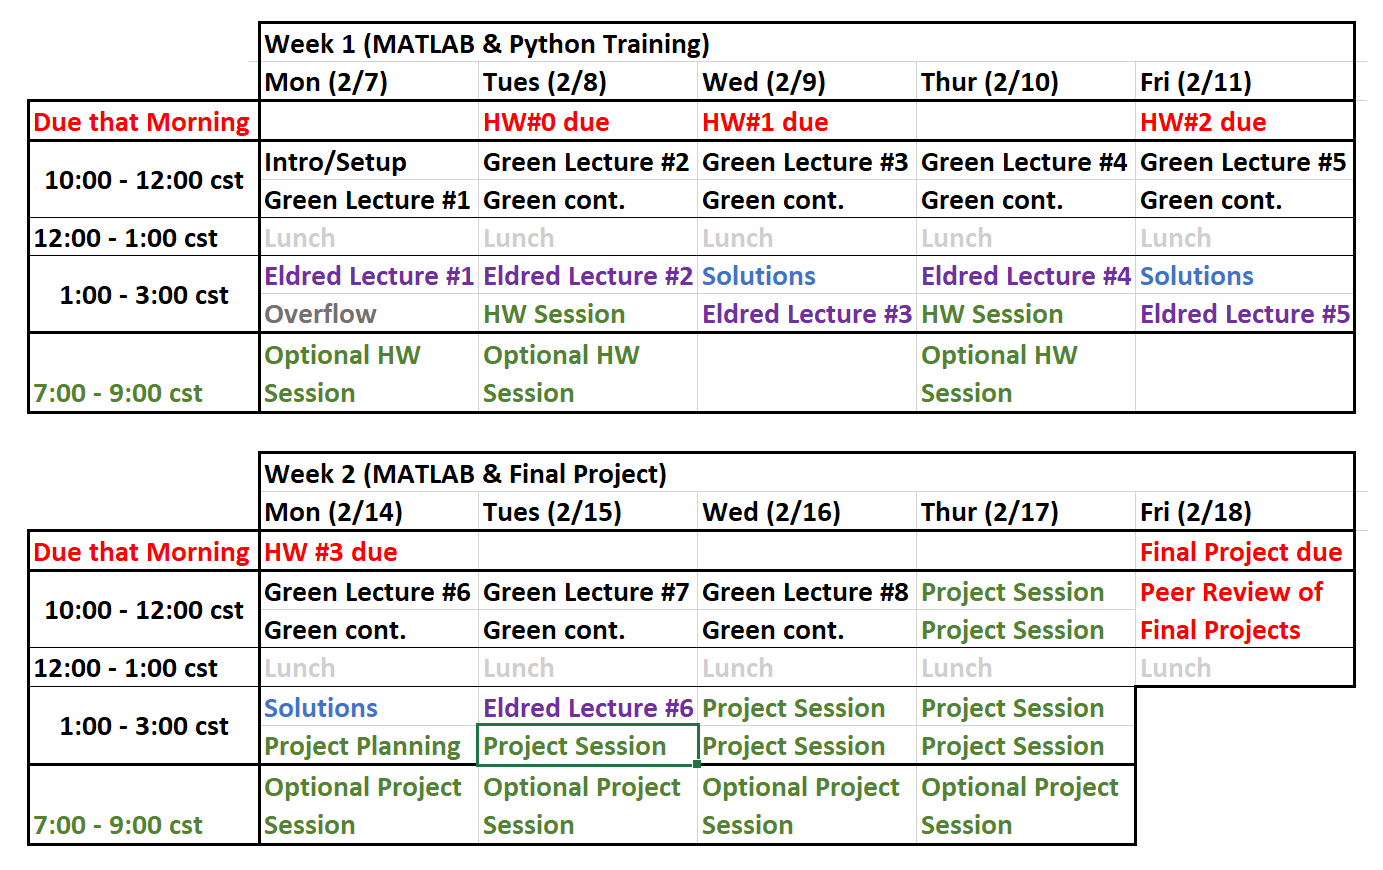 Week 1 (MATLAB & Python Training)
Mon (2/7) Tues (2/8) Wed (2/9) Thur (2/10) Fri (2/11)
Due that Morning HW#0 due HW#1 due HW#2 due
10:00 - 12:00 cst
Intro/Setup Green Lecture #2 Green Lecture #3 Green Lecture #4 Green Lecture #5
Green Lecture #1 Green cont. Green cont. Green cont. Green cont.
12:00 - 1:00 cst Lunch Lunch Lunch Lunch Lunch
1:00 - 3:00 cst
Eldred Lecture #1 Eldred Lecture #2 Solutions Eldred Lecture #4 Solutions
Overflow HW Session Eldred Lecture #3 HW Session Eldred Lecture #5
Optional HW Optional HW Optional HW
7:00 - 9:00 cst Session Session Session
Week 2 (MATLAB & Final Project)
Mon (2/14) Tues (2/15) Wed (2/16) Thur (2/17) Fri (2/18)
Due that Morning HW #3 due Final Project due
10:00 - 12:00 cst
Green Lecture #6 Green Lecture #7 Green Lecture #8 Project Session Peer Review of
Green cont. Green cont. Green cont. Project Session Final Projects
12:00 - 1:00 cst Lunch Lunch Lunch Lunch Lunch
1:00 - 3:00 cst
Solutions Eldred Lecture #6 Project Session Project Session
Project Planning Project Session Project Session Project Session
Optional Project Optional Project Optional Project Optional Project
7:00 - 9:00 cst Session Session Session Session